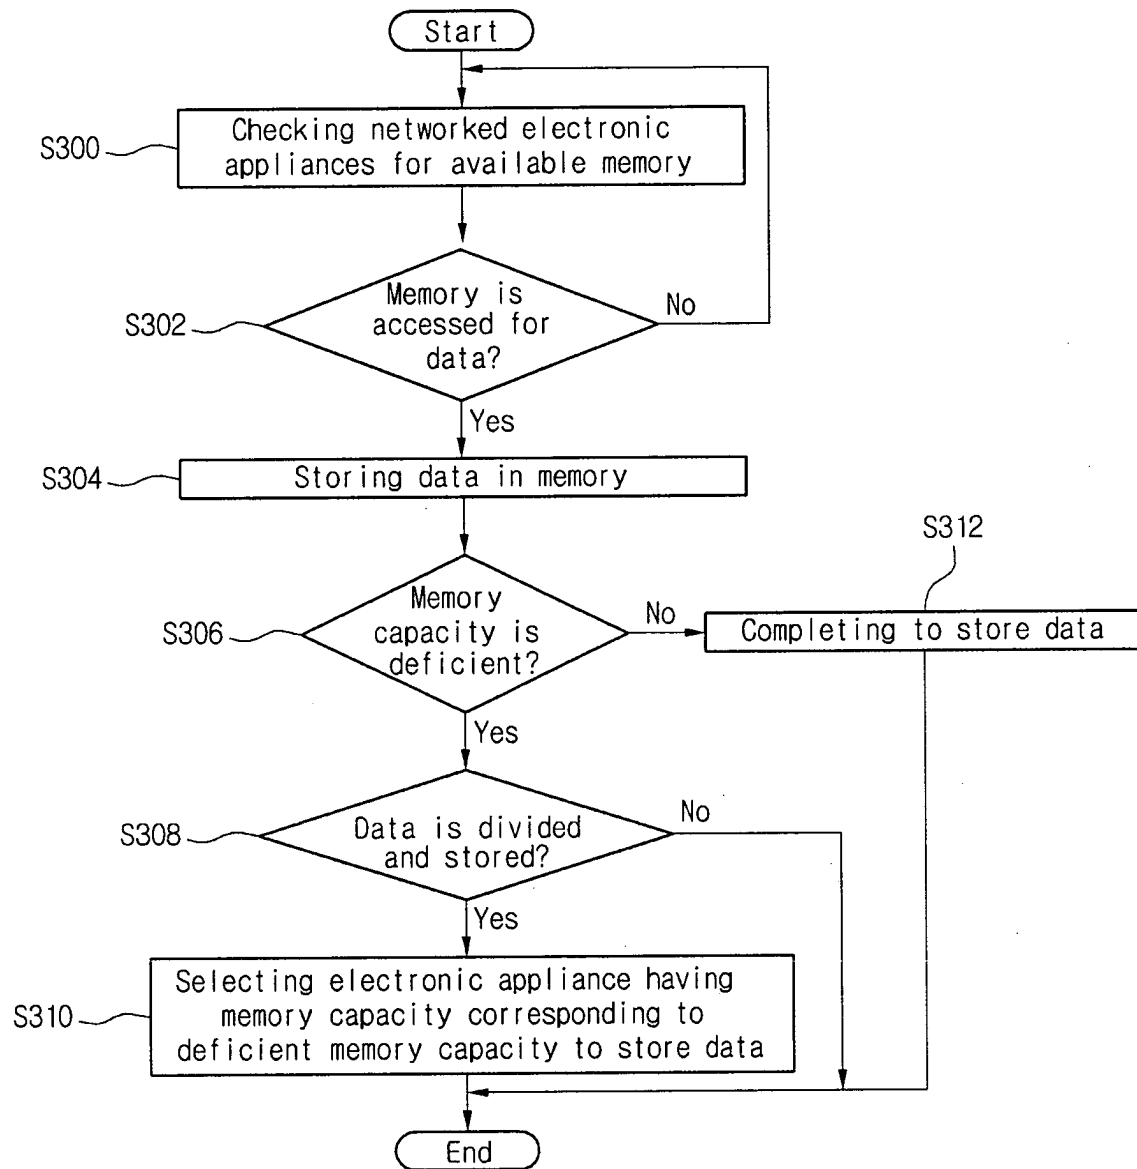 Start
S300
Checking networked electronic
appliances for available memory
S302
Memory is
accessed for
data?
No
Yes
S304
Storing data in memory
S312
S306
Memory
capacity is
deficient?
No
Completing to store data
Yes
S308
Data is divided
and stored?
No
Yes
S310
Selecting electronic appliance having
memory capacity corresponding to
deficient memory capacity to store data
End